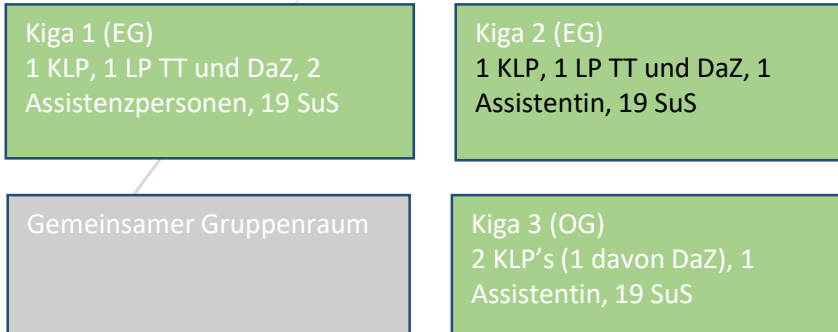 Kiga 1 (EG)
1 KLP, 1 LP TT und DaZ, 2
Assistenzpersonen, 19 SuS
Kiga 2 (EG)
1 KLP, 1 LP TT und DaZ, 1
Assistentin, 19 SuS
Gemeinsamer Gruppenraum
Kiga 3 (OG)
2 KLP’s (1 davon DaZ), 1
Assistentin, 19 SuS